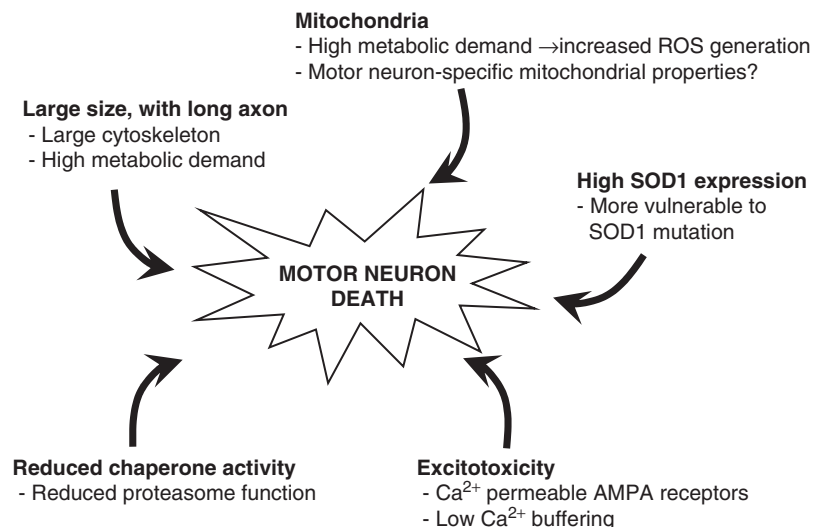 Mitochondria
- High metabolic demand →increased ROS generation
- Motor neuron-specific mitochondrial properties?
Large size, with long axon
- Large cytoskeleton
- High metabolic demand
High SOD1 expression
- More vulnerable to
SOD1 mutation
MOTOR NEURON
DEATH
Reduced chaperone activity
- Reduced proteasome function
Excitotoxicity
- Ca²⁺ permeable AMPA receptors
- Low Ca²⁺ buffering